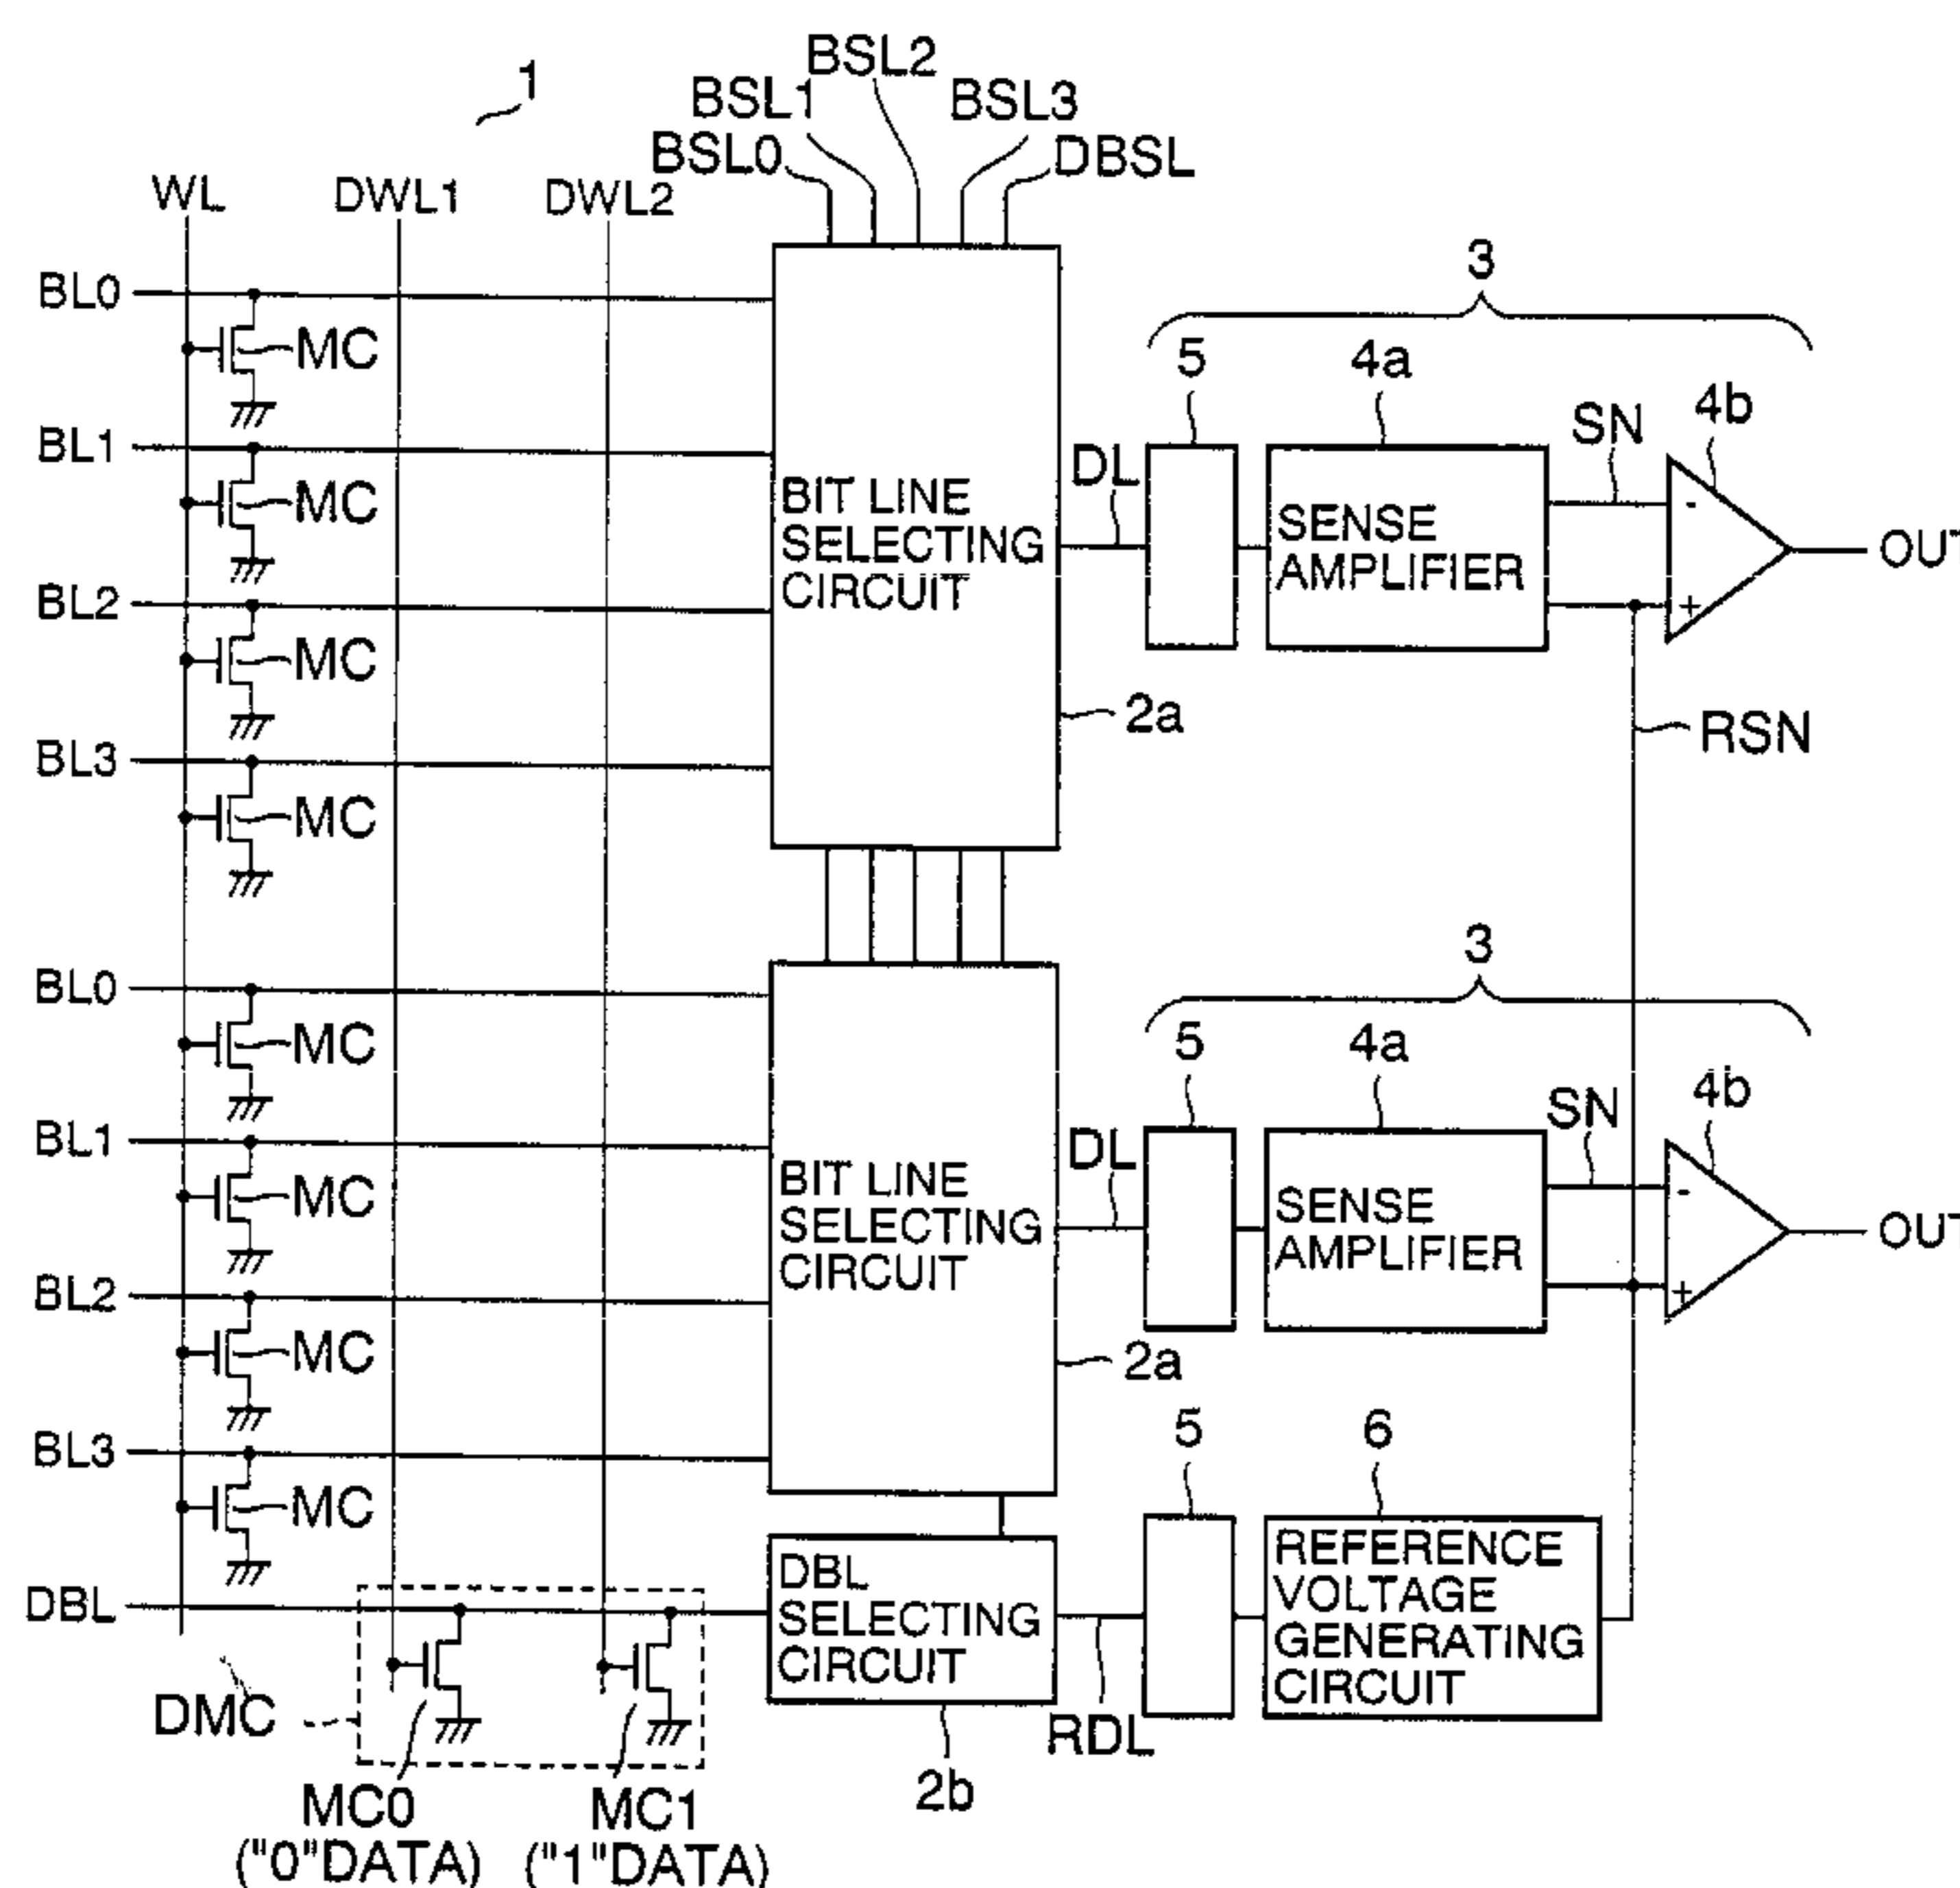 1
BSL2
BSL1
BSL3
BSL0
DBSL
WL
DWL1
DWL2
3
BL0
MC
5
4a
SN
4b
BL1
MC
DL
BIT LINE
SELECTING
CIRCUIT
SENSE
AMPLIFIER
-
+
OUT
BL2
MC
2a
RSN
BL3
MC
3
BL0
MC
5
4a
SN
4b
BL1
MC
DL
BIT LINE
SELECTING
CIRCUIT
SENSE
AMPLIFIER
-
+
OUT
BL2
MC
2a
BL3
MC
5
6
DBL
DBL
SELECTING
CIRCUIT
REFERENCE
VOLTAGE
GENERATING
CIRCUIT
DMC
RDL
2b
MC0
("0"DATA)
MC1
("1"DATA)